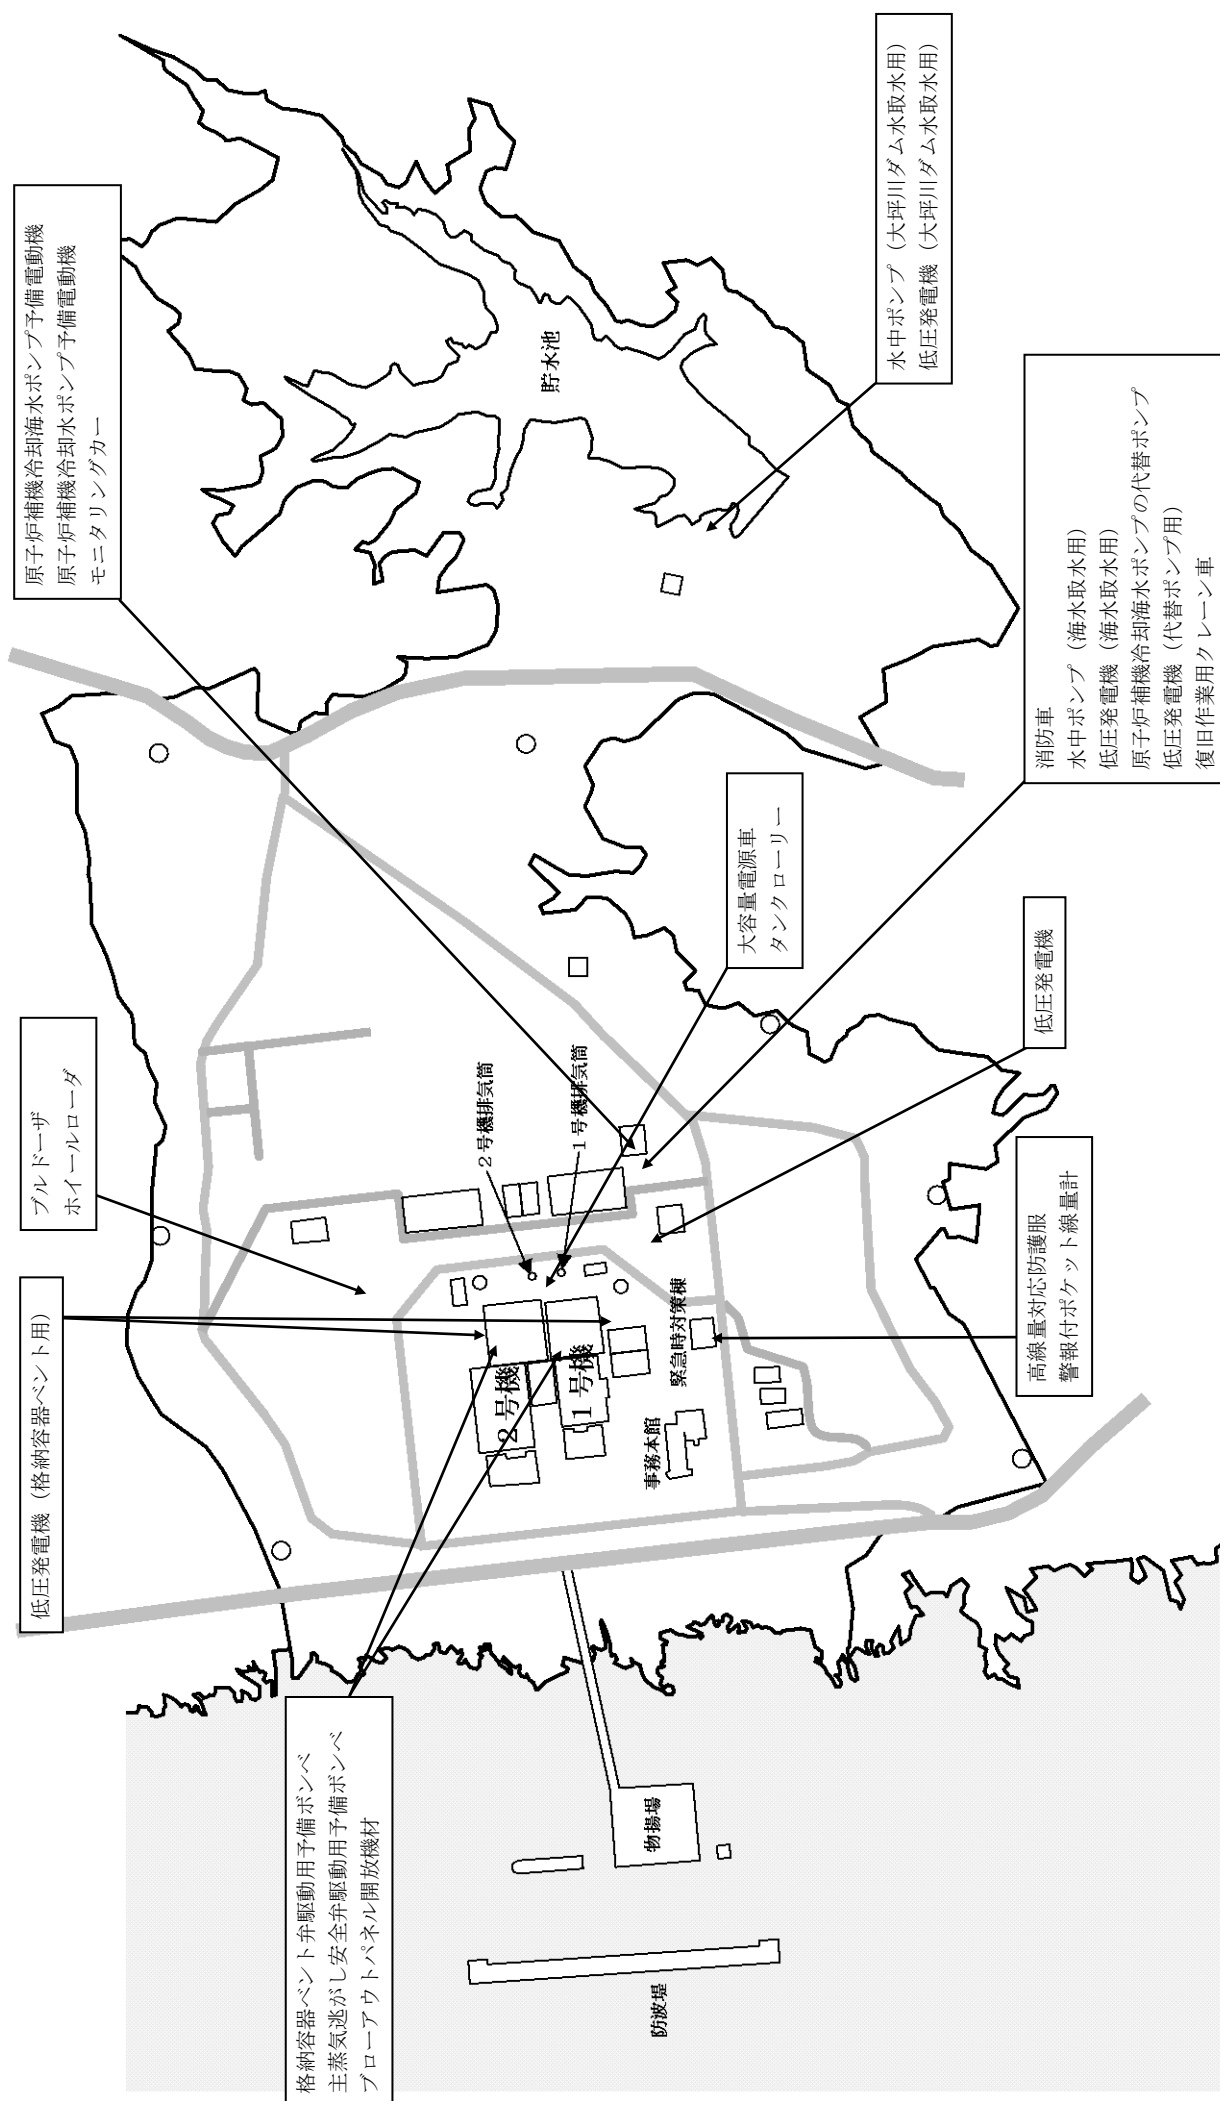 原子炉補機冷却海水ポンプ予備電動機
原子炉補機冷却水ポンプ予備電動機
モニタリングカー
水中ポンプ（大坪川ダム水取水用）
低圧発電機（大坪川ダム水取水用）
貯水池
消防車
水中ポンプ（海水取水用）
低圧発電機（海水取水用）
原子炉補機冷却海水ポンプの代替ポンプ
低圧発電機（代替ポンプ用）
復旧作業用クレーン車
大容量電源車
タンクローリー
低圧発電機
ブルドーザ
ホイールローダ
２号機排気筒
１号機排気筒
低圧発電機（格納容器ベント用）
２号機
１号機
緊急時対策棟
事務本館
高線量対応防護服
警報付ポケット線量計
格納容器ベント弁駆動用予備ボンベ
主蒸気逃がし安全弁駆動用予備ボンベ
ブローアウトパネル開放機材
物揚場
防波堤